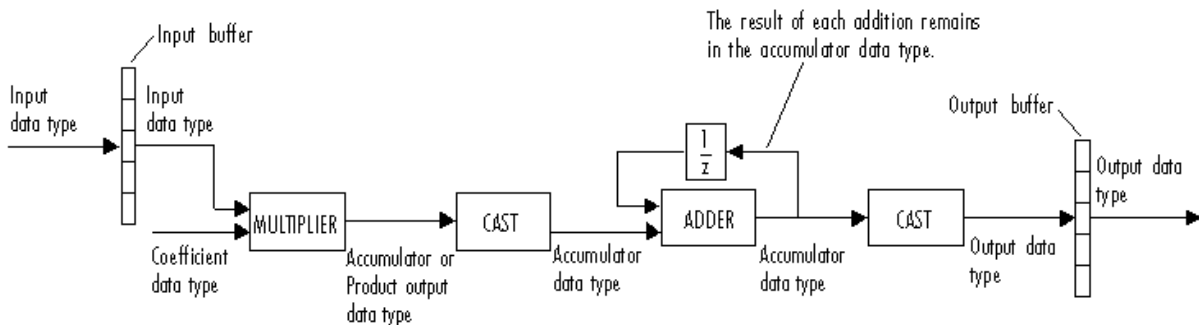 Input buffer
The result of each addition remains
in the accumulator data type.
Input
data type
Input
data type
Output buffer
1
z
Output data
type
MULTIPLIER
CAST
ADDER
CAST
Coefficient
data type
Accumulator or
Product output
data type
Accumulator
data type
Accumulator
data type
Output data
type